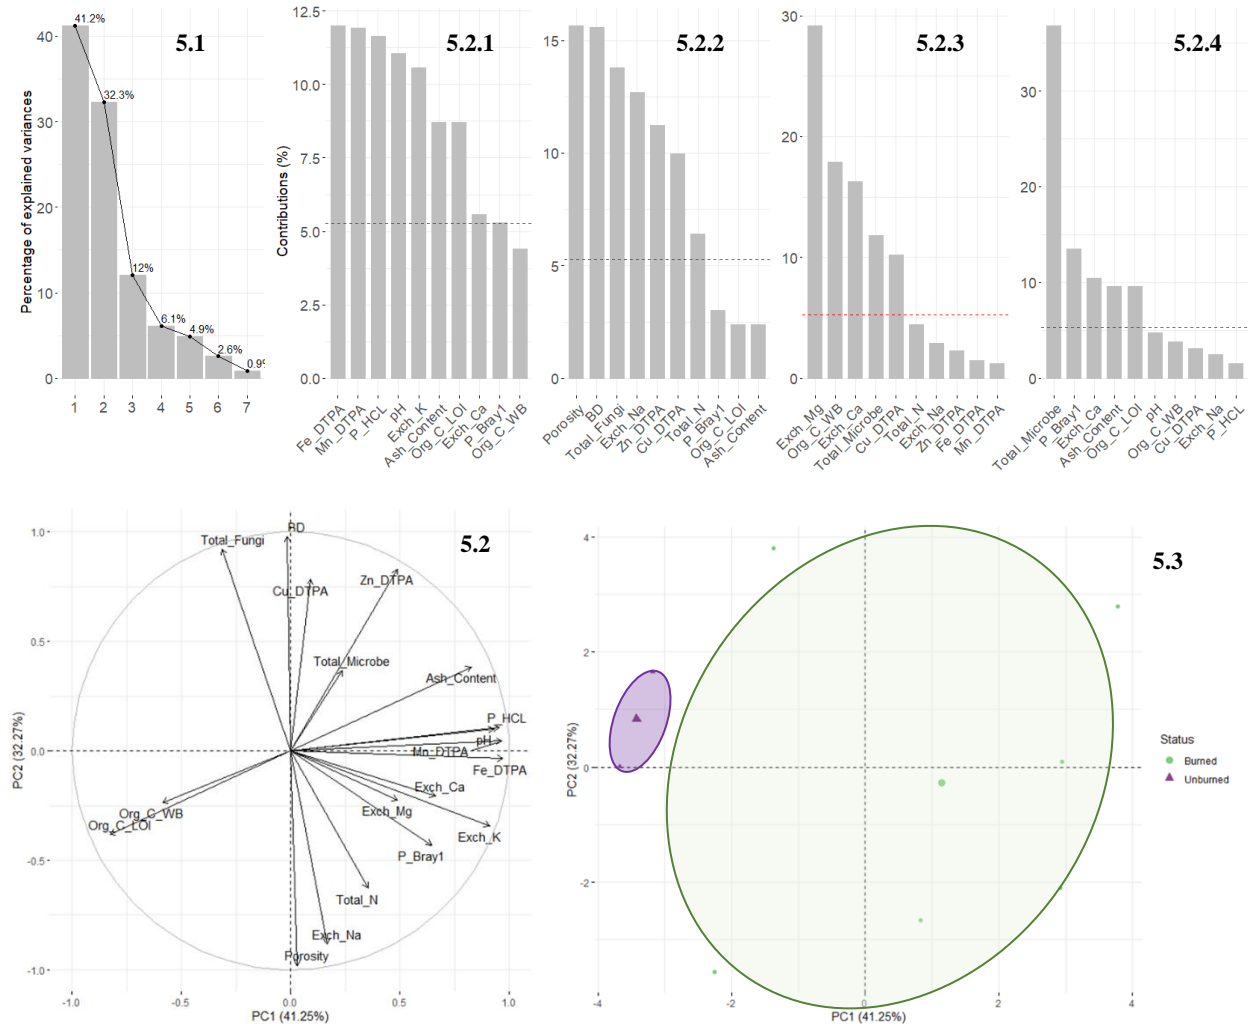 5.1
Percentage of explained variances
40
30
20
10
0
41.2%
32.3%
12%
6.1%
4.9%
2.6%
0.9%
1 2 3 4 5 6 7
5.2.1
Contributions (%)
12.5
10.0
7.5
5.0
2.5
0.0
Fe_DTPA
Mn_DTPA
P_HCL
pH
Exch_K
Ash_Content
Org_C_LOI
Exch_Ca
P_Bray1
Org_C_WB
5.2.2
15
10
5
0
Porosity
BD
Total_Fungi
Exch_Na
Zn_DTPA
Cu_DTPA
Total_N
P_Bray1
Org_C_LOI
Ash_Content
5.2.3
30
20
10
0
Exch_Mg
Org_C_WB
Exch_Ca
Total_Microbe
Cu_DTPA
Total_N
Exch_Na
Zn_DTPA
Fe_DTPA
Mn_DTPA
5.2.4
30
20
10
0
Total_Microbe
P_Bray1
Exch_Ca
Ash_Content
Org_C_LOI
pH
Org_C_WB
Cu_DTPA
Exch_Na
P_HCL
5.2
PC2 (32.27%)
1.0
0.5
0.0
-0.5
-1.0
BD
Total_Fungi
Zn_DTPA
Cu_DTPA
Total_Microbe
Ash_Content
P_HCL
pH
Mn_DTPA
Fe_DTPA
Exch_Ca
Exch_Mg
Org_C_WB
Org_C_LOI
Exch_K
P_Bray1
Total_N
Exch_Na
Porosity
-1.0 -0.5 0.0 0.5 1.0
PC1 (41.25%)
5.3
PC2 (32.27%)
4
2
0
-2
-4 -2 0 2 4
PC1 (41.25%)
Status
Burned
Unburned